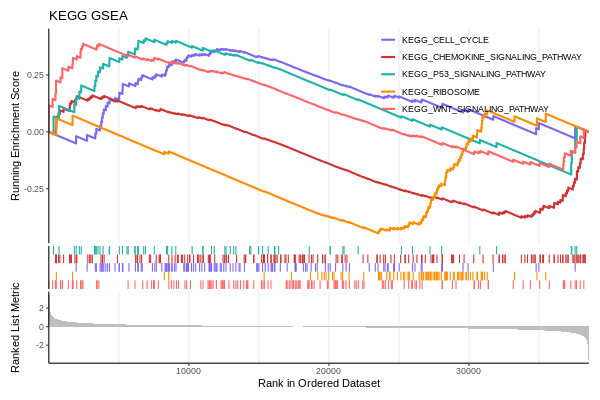 KEGG GSEA
KEGG_CELL_CYCLE
KEGG_CHEMOKINE_SIGNALING_PATHWAY
KEGG_P53_SIGNALING_PATHWAY
KEGG_RIBOSOME
KEGG_WNT_SIGNALING_PATHWAY
Running Enrichment Score
0.25
0.00
-0.25
Ranked List Metric
2
0
-2
10000
20000
30000
Rank in Ordered Dataset